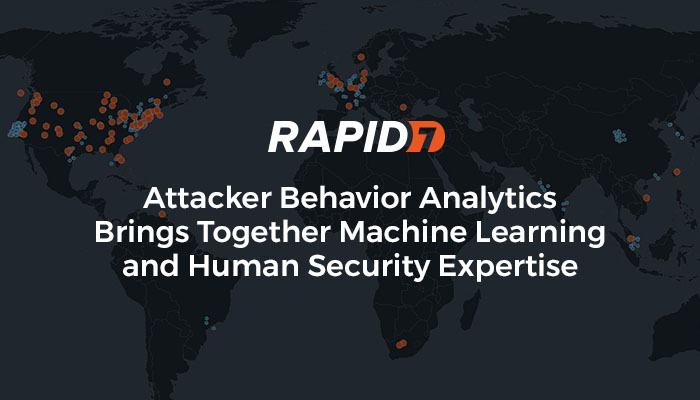 RAPID7
Attacker Behavior Analytics
Brings Together Machine Learning
and Human Security Expertise